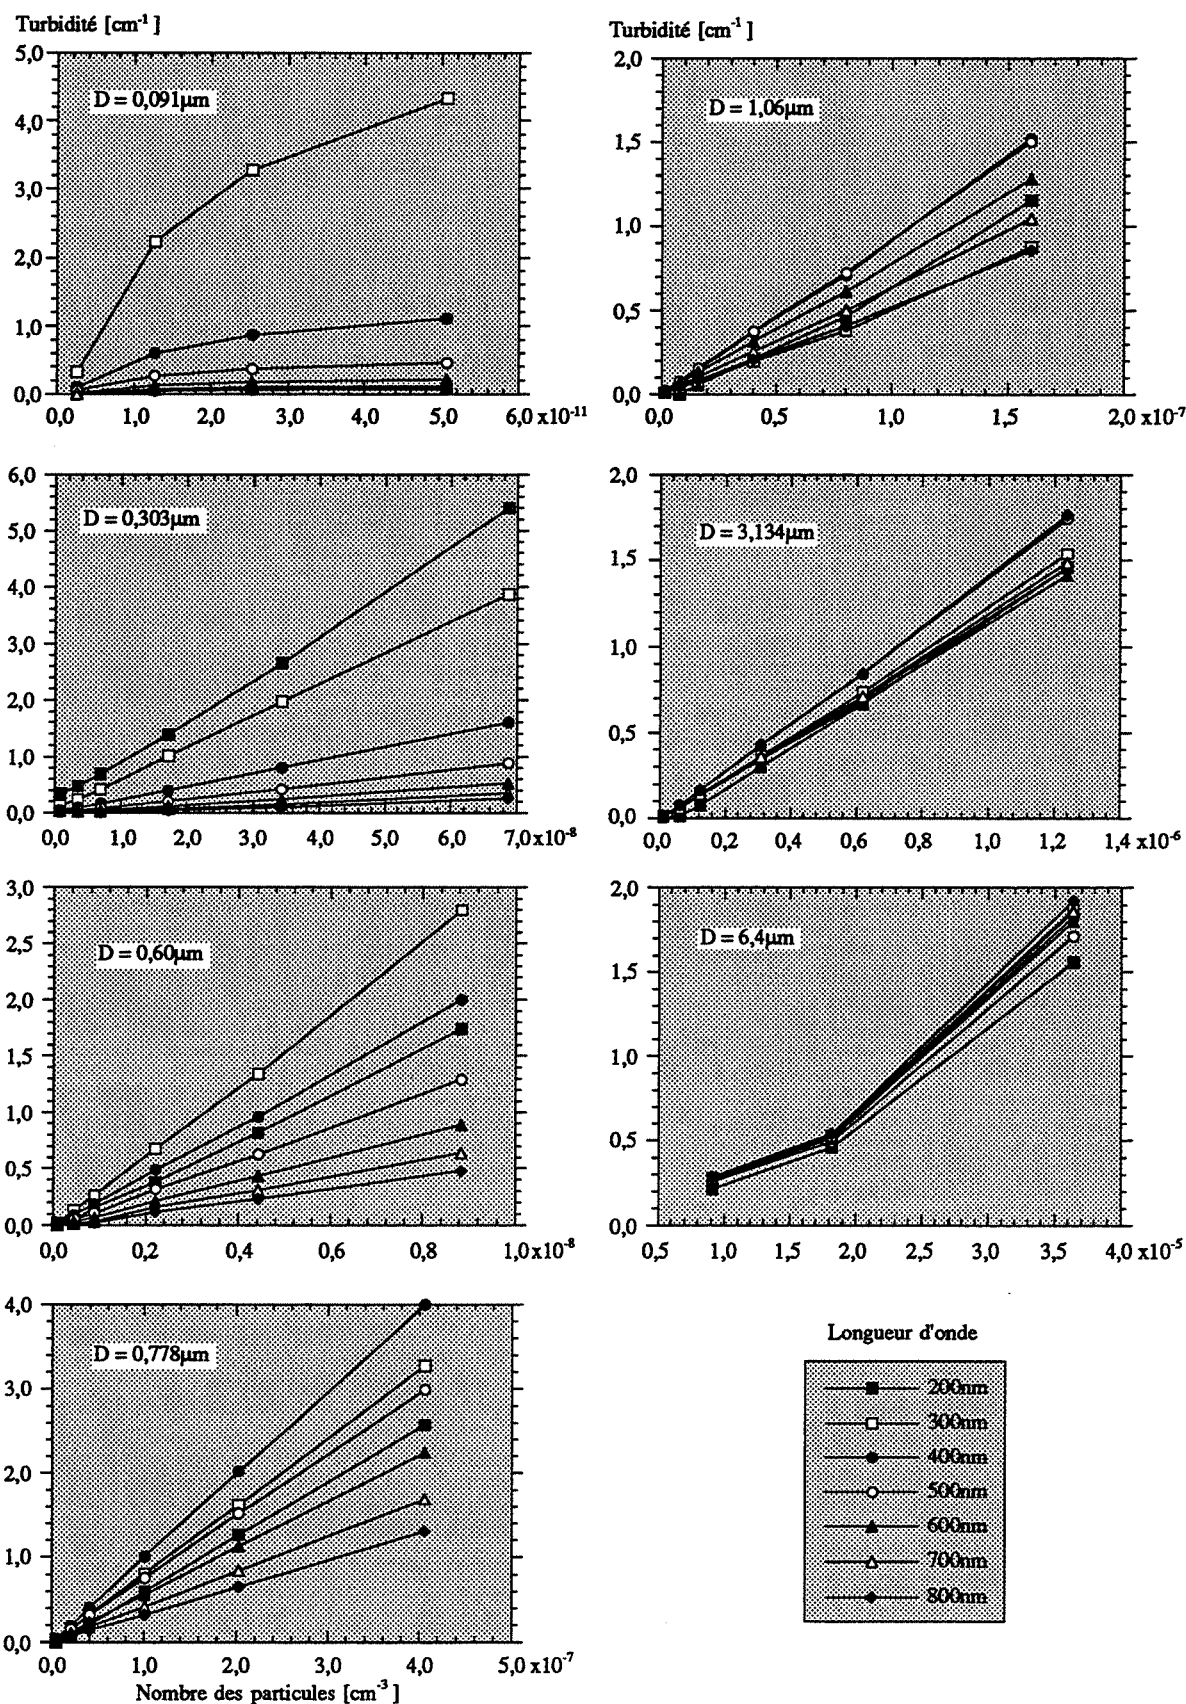 Turbidité [cm-1 ]
5,0
4,0
3,0
2,0
1,0
0,0
D = 0,091μm
0,0 1,0 2,0 3,0 4,0 5,0 6,0 x10-11
6,0
5,0
4,0
3,0
2,0
1,0
0,0
D = 0,303μm
0,0 1,0 2,0 3,0 4,0 5,0 6,0 7,0x10-8
3,0
2,5
2,0
1,5
1,0
0,5
0,0
D = 0,60μm
0,0 0,2 0,4 0,6 0,8 1,0x10-8
4,0
3,0
2,0
1,0
0,0
D = 0,778μm
0,0 1,0 2,0 3,0 4,0 5,0 x10-7
Nombre des particules [cm-3 ]
Turbidité [cm-1 ]
2,0
1,5
1,0
0,5
0,0
D = 1,06μm
0,0 0,5 1,0 1,5 2,0 x10-7
2,0
1,5
1,0
0,5
0,0
D = 3,134μm
0,0 0,2 0,4 0,6 0,8 1,0 1,2 1,4 x10-6
2,0
1,5
1,0
0,5
0,0
D = 6,4μm
0,5 1,0 1,5 2,0 2,5 3,0 3,5 4,0 x10-5
Longueur d'onde
200nm
300nm
400nm
500nm
600nm
700nm
800nm